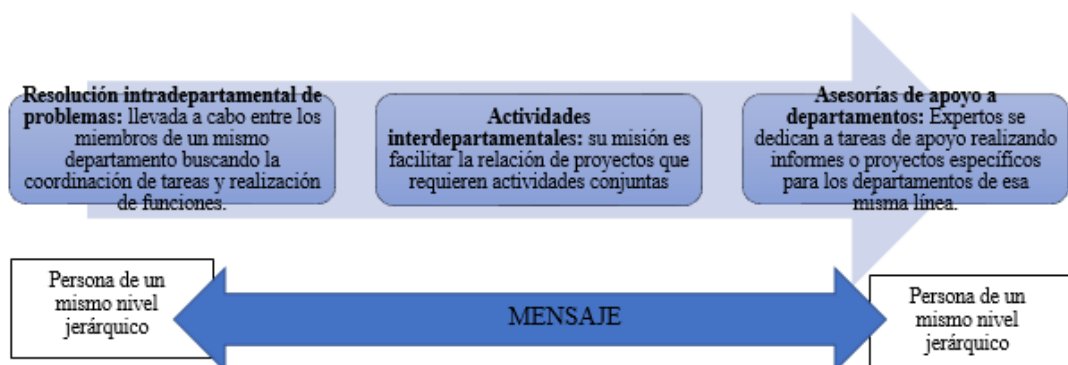 Resolución intradepartamental de
problemas: llevada a cabo entre los
miembros de un mismo
departamento buscando la
coordinación de tareas y realización
de funciones.
Actividades
interdepartamentales: su misión es
facilitar la relación de proyectos que
requieren actividades conjuntas
Asesorías de apoyo a
departamentos: Expertos se
dedican a tareas de apoyo realizando
informes o proyectos específicos
para los departamentos de esa
misma línea.
Persona de un
mismo nivel
jerárquico
MENSAJE
Persona de un
mismo nivel
jerárquico